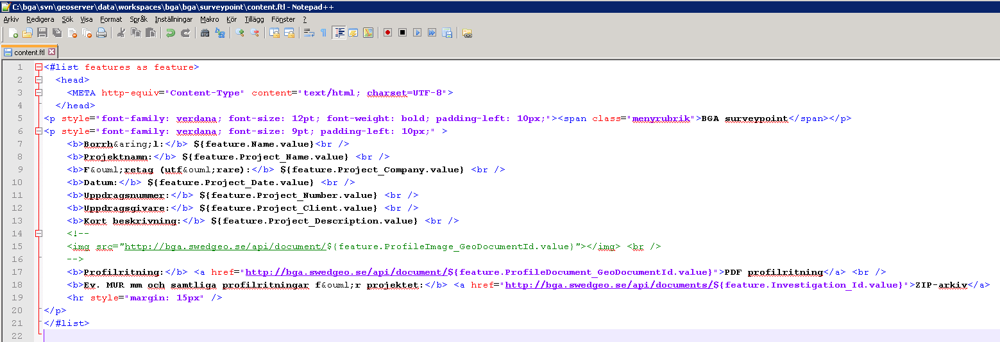 C:\bga\svn\geoserver\data\workspaces\bga\bga\surveypoint\content.ftl - Notepad++
Arkiv Redigera Sök Visa Format Språk Inställningar Makro Kör Tillägg Fönster ?
content.ftl
1 <#list features as feature>
2 <head>
3 <META http-equiv="Content-Type" content="text/html; charset=UTF-8">
4 </head>
5 <p style="font-family: verdana; font-size: 12pt; font-weight: bold; padding-left: 10px;"><span class="menyrubrik">BGA surveypoint</span></p>
6 <p style="font-family: verdana; font-size: 9pt; padding-left: 10px;" >
7 <b>Borrh&aring;l:</b> ${feature.Name.value}<br />
8 <b>Projektnamn:</b> ${feature.Project_Name.value} <br />
9 <b>F&ouml;retag (utf&ouml;rare):</b> ${feature.Project_Company.value} <br />
10 <b>Datum:</b> ${feature.Project_Date.value} <br />
11 <b>Uppdragsnummer:</b> ${feature.Project_Number.value} <br />
12 <b>Uppdragsgivare:</b> ${feature.Project_Client.value} <br />
13 <b>Kort beskrivning:</b> ${feature.Project_Description.value} <br />
14 <!--
15 <img src="http://bga.swedgeo.se/api/document/${feature.ProfileImage_GeoDocumentId.value}"></img> <br />
16 -->
17 <b>Profilritning:</b> <a href="http://bga.swedgeo.se/api/document/${feature.ProfileDocument_GeoDocumentId.value}">PDF profilritning</a> <br />
18 <b>Ev. MUR mm och samtliga profilritningar f&ouml;r projektet:</b> <a href="http://bga.swedgeo.se/api/documents/${feature.Investigation_Id.value}">ZIP-arkiv</a>
19 <hr style="margin: 15px" />
20 </p>
21 </#list>
22